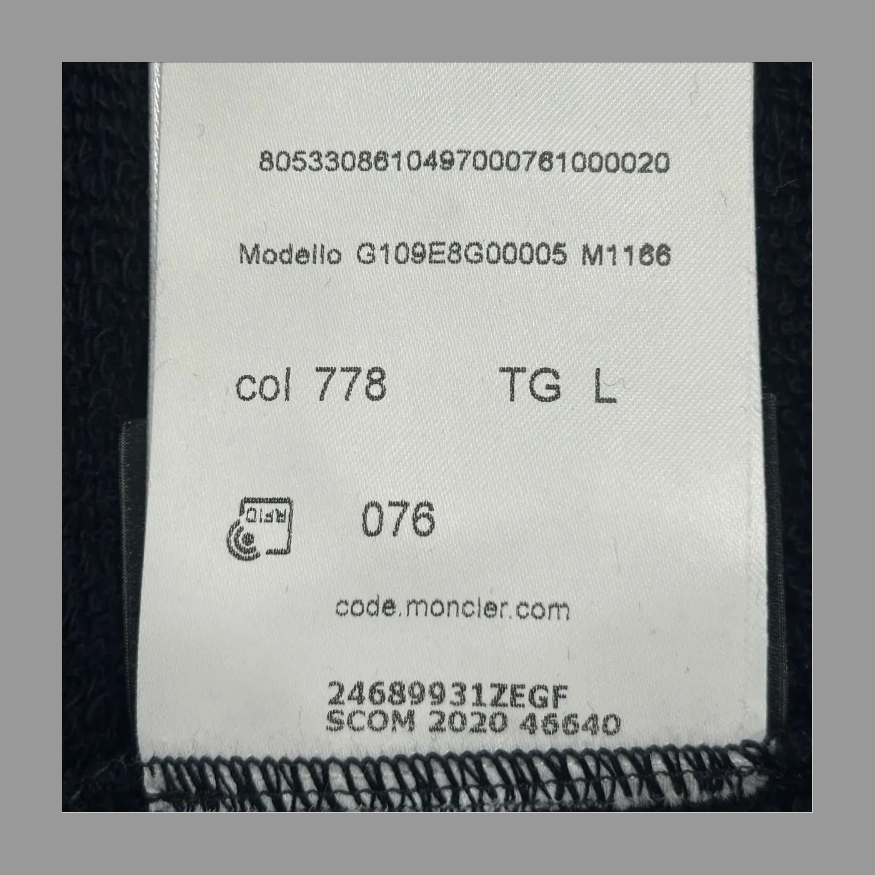 8053308610497000761000020
Modello G109E8G00005 M1166
col 778 TG L
RFID 076
code.moncler.com
24689931ZEGF
SCOM 2020 46640